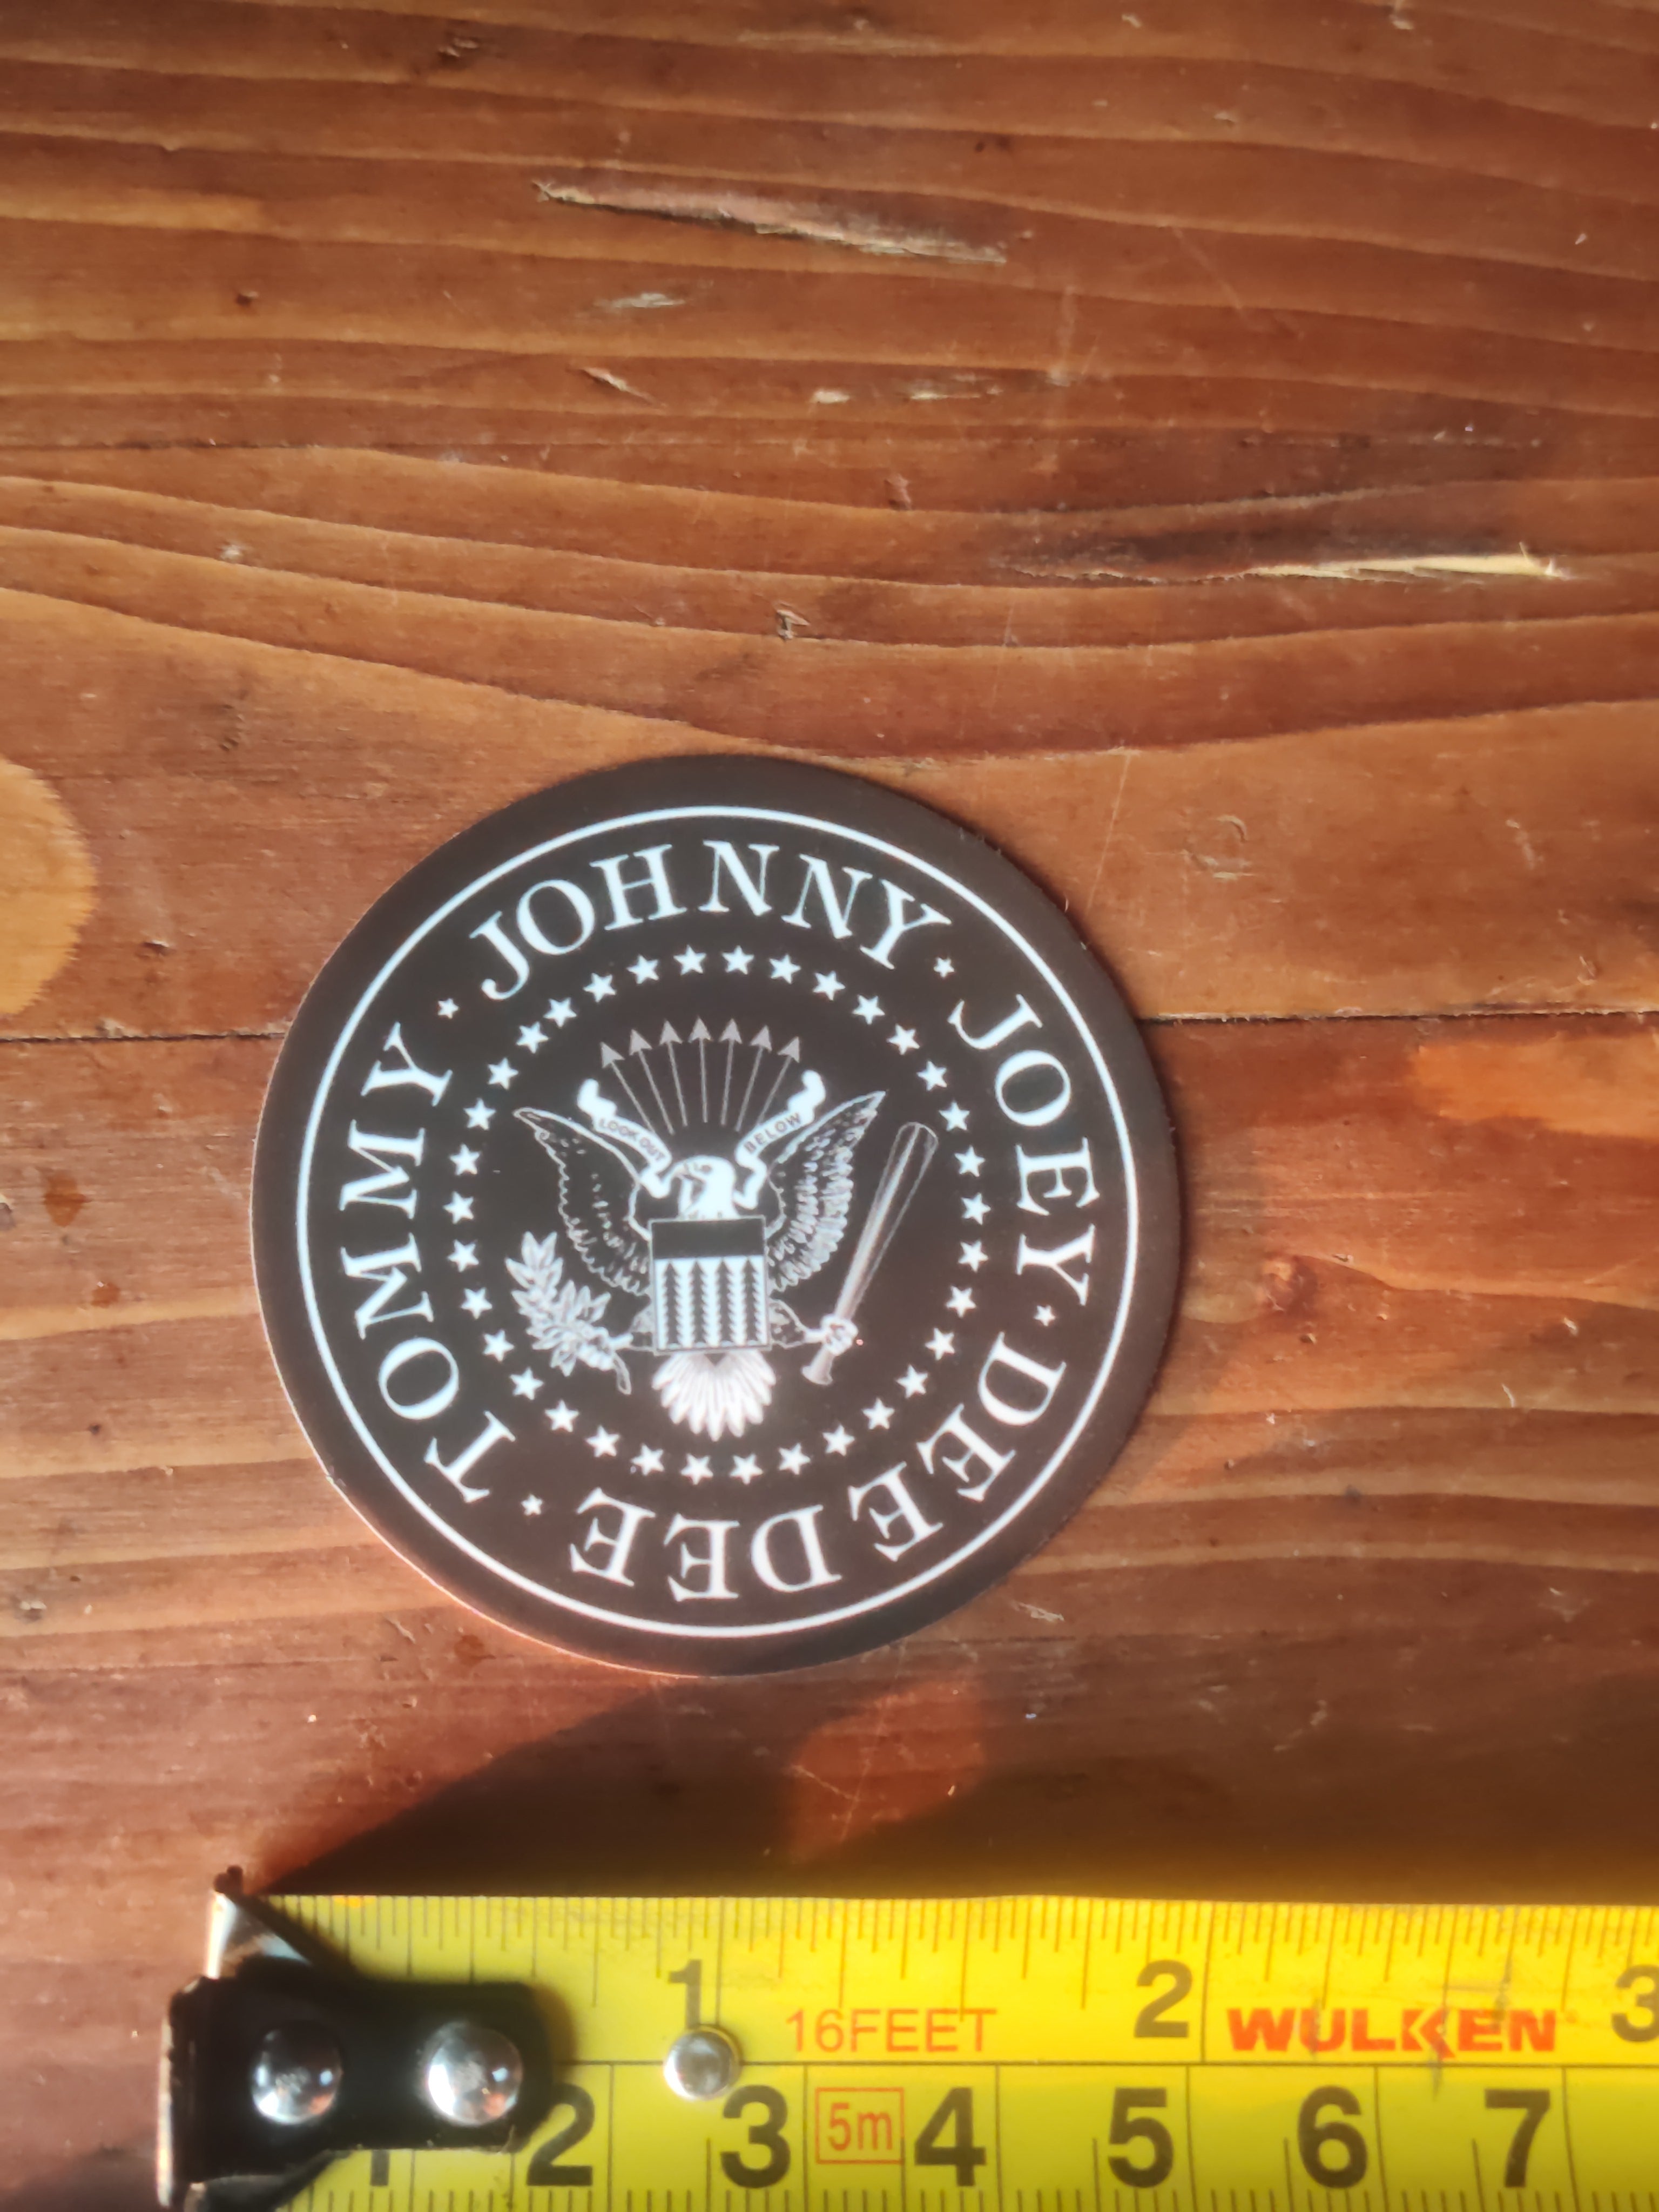 JOHNNY · JOEY · DEE DEE · TOMMY ·
LOOK OUT BELOW
1 16FEET 2 WULKEN 3
1 2 3 5m 4 5 6 7